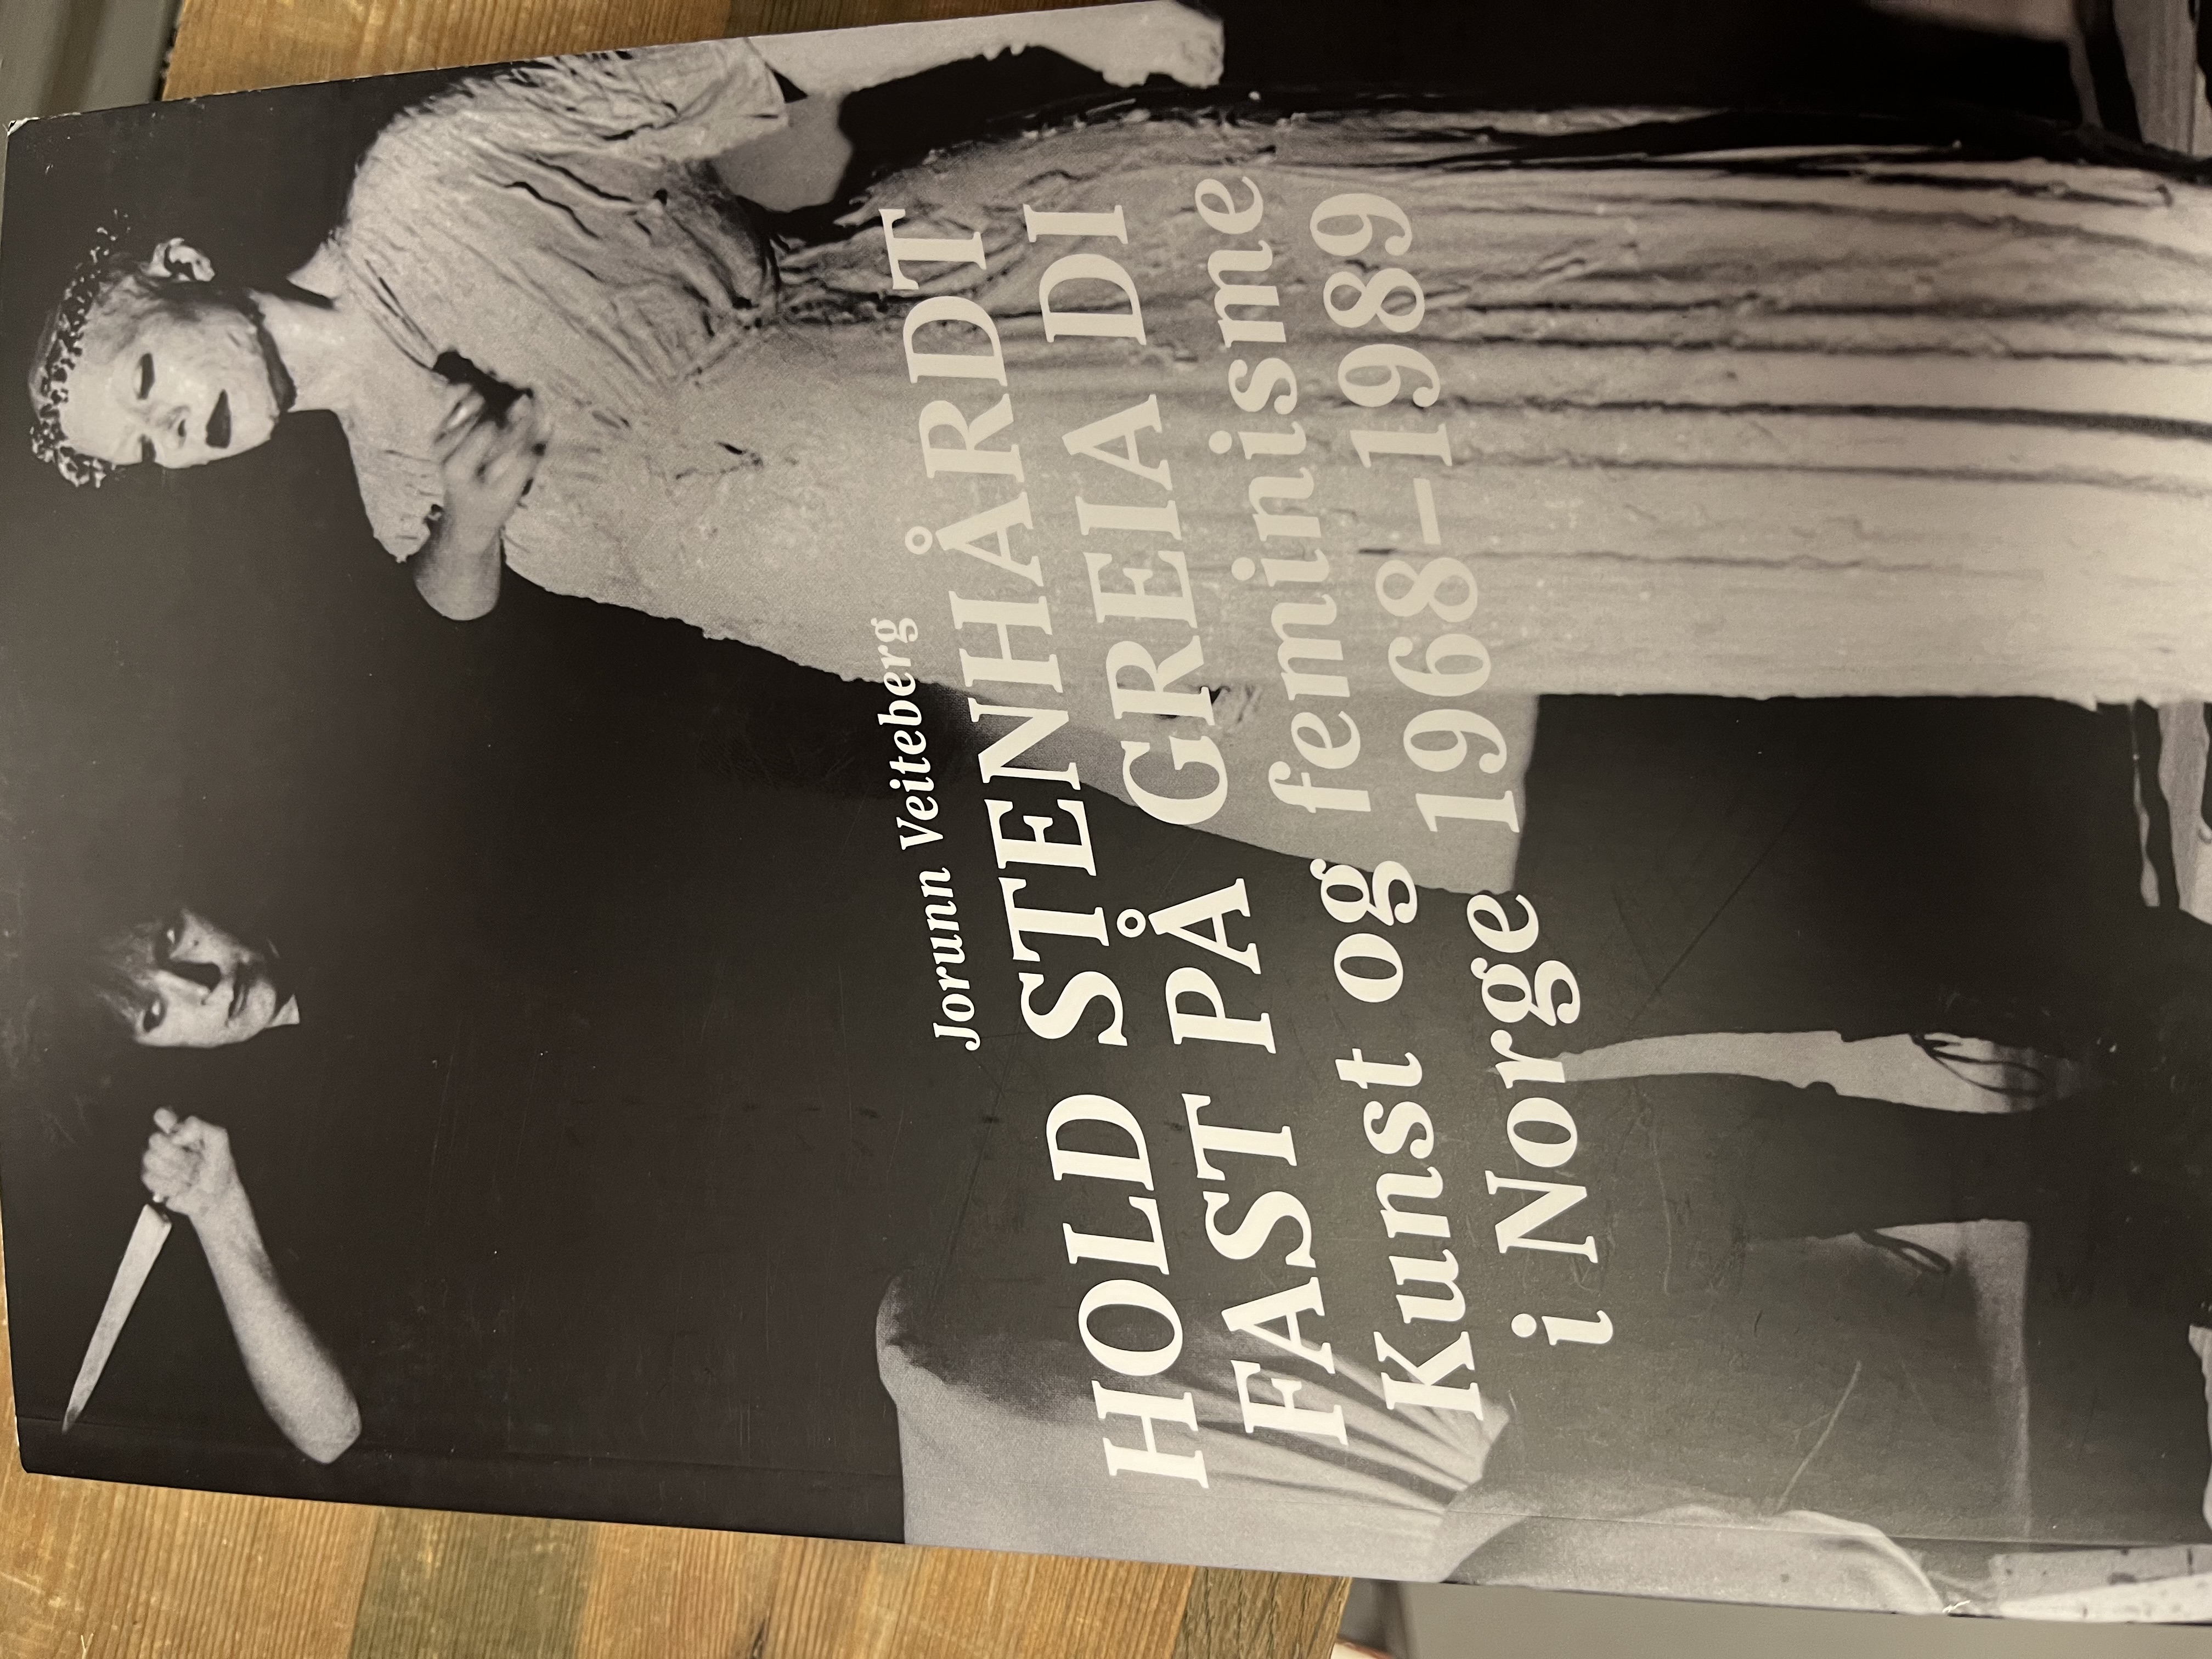 Jorunn Veiteberg
HOLD STENHÅRDT
FAST PÅ GREIA DI
Kunst og feminisme
i Norge 1968–1989